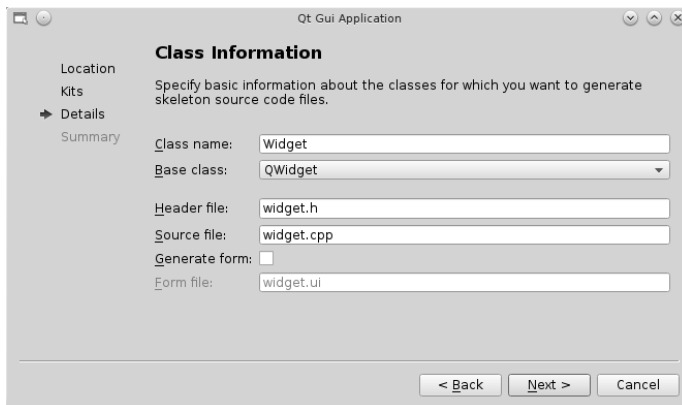 Qt Gui Application
Location
Kits
Details
Summary
Class Information
Specify basic information about the classes for which you want to generate
skeleton source code files.
Class name: Widget
Base class: QWidget
Header file: widget.h
Source file: widget.cpp
Generate form:
Form file: widget.ui
< Back Next > Cancel